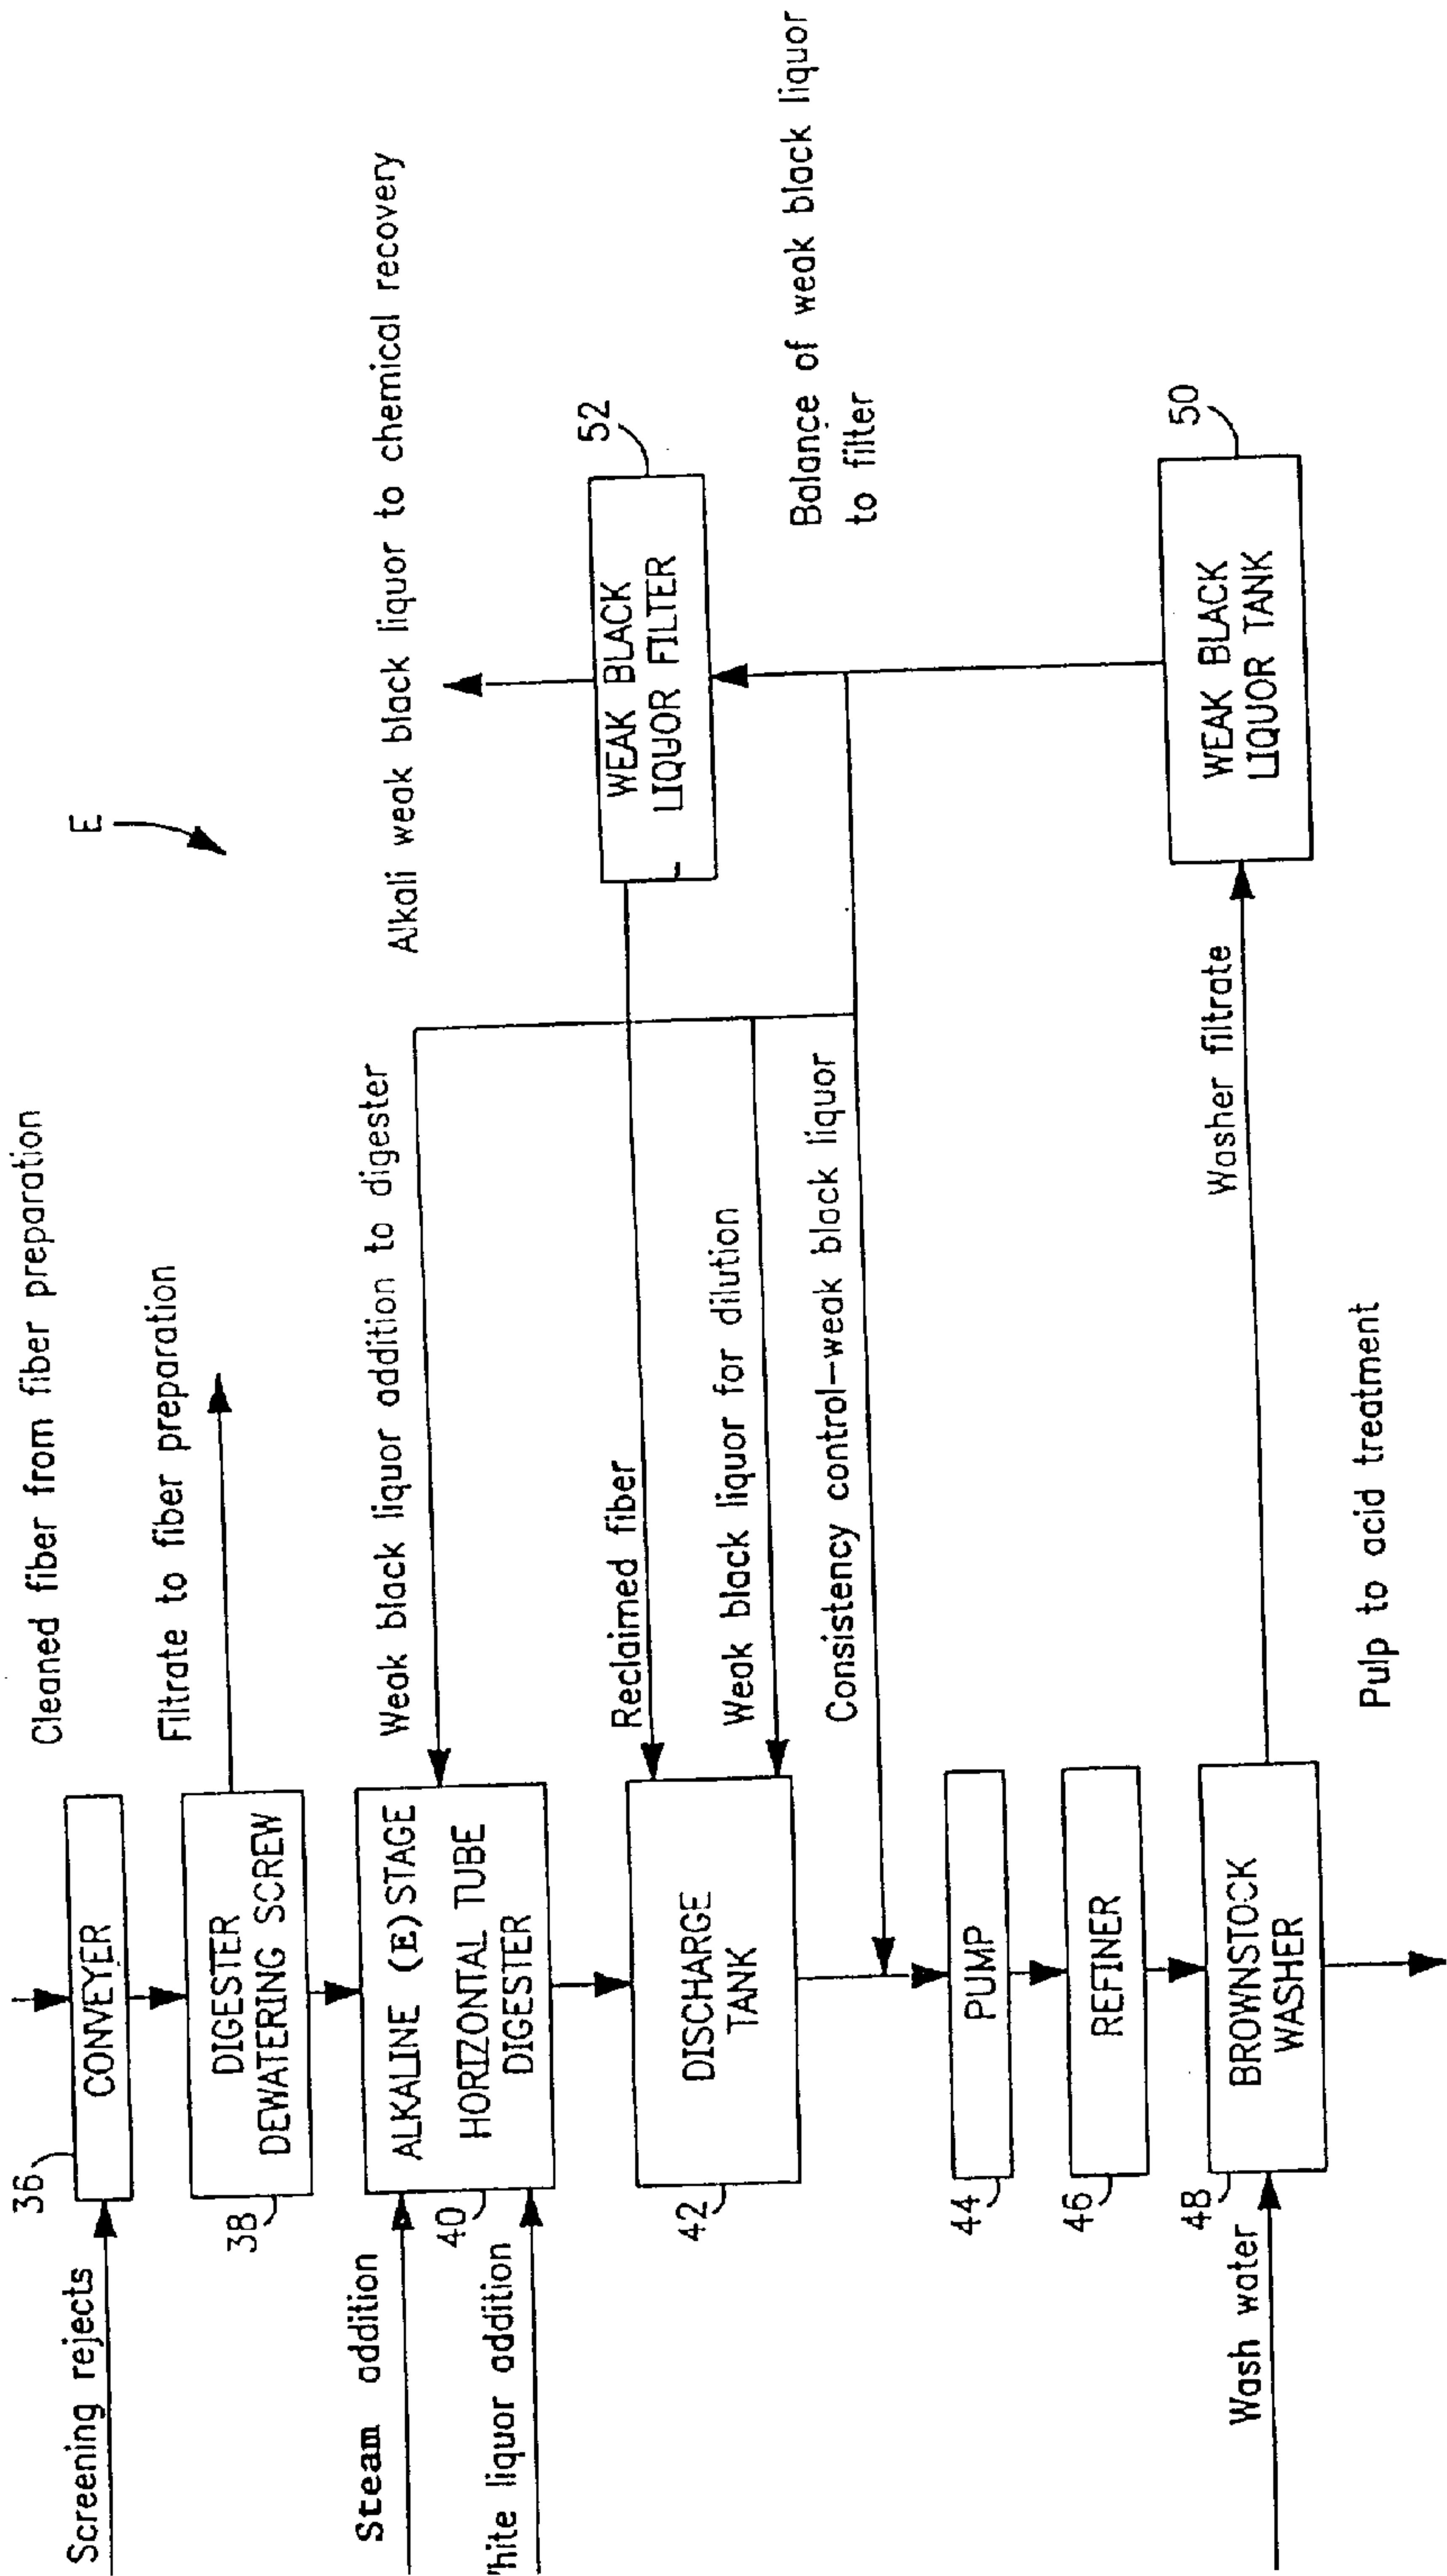 Cleaned fiber from fiber preparation
E
36
Screening rejects
CONVEYER
Filtrate to fiber preparation
38
DIGESTER
DEWATERING SCREW
Alkali weak black liquor to chemical recovery
Weak black liquor addition to digester
Steam addition
40
ALKALINE (E) STAGE
HORIZONTAL TUBE
DIGESTER
hite liquor addition
52
WEAK BLACK
LIQUOR FILTER
Reclaimed fiber
42
DISCHARGE
TANK
Weak black liquor for dilution
Balance of weak black liquor
to filter
Consistency control-weak black liquor
44
PUMP
46
REFINER
48
BROWNSTOCK
WASHER
Wash water
Washer filtrate
50
WEAK BLACK
LIQUOR TANK
Pulp to acid treatment